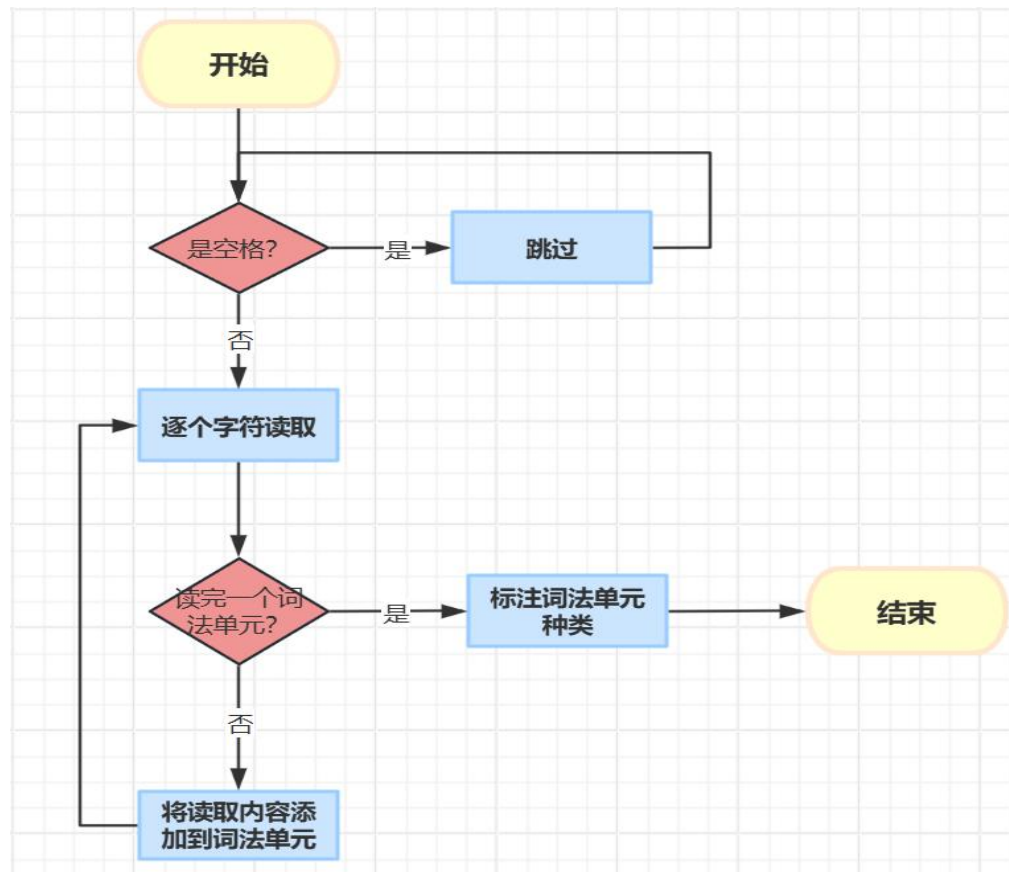 开始
是空格?
是
跳过
否
逐个字符读取
读完一个词
法单元?
是
标注词法单元
种类
结束
否
将读取内容添
加到词法单元